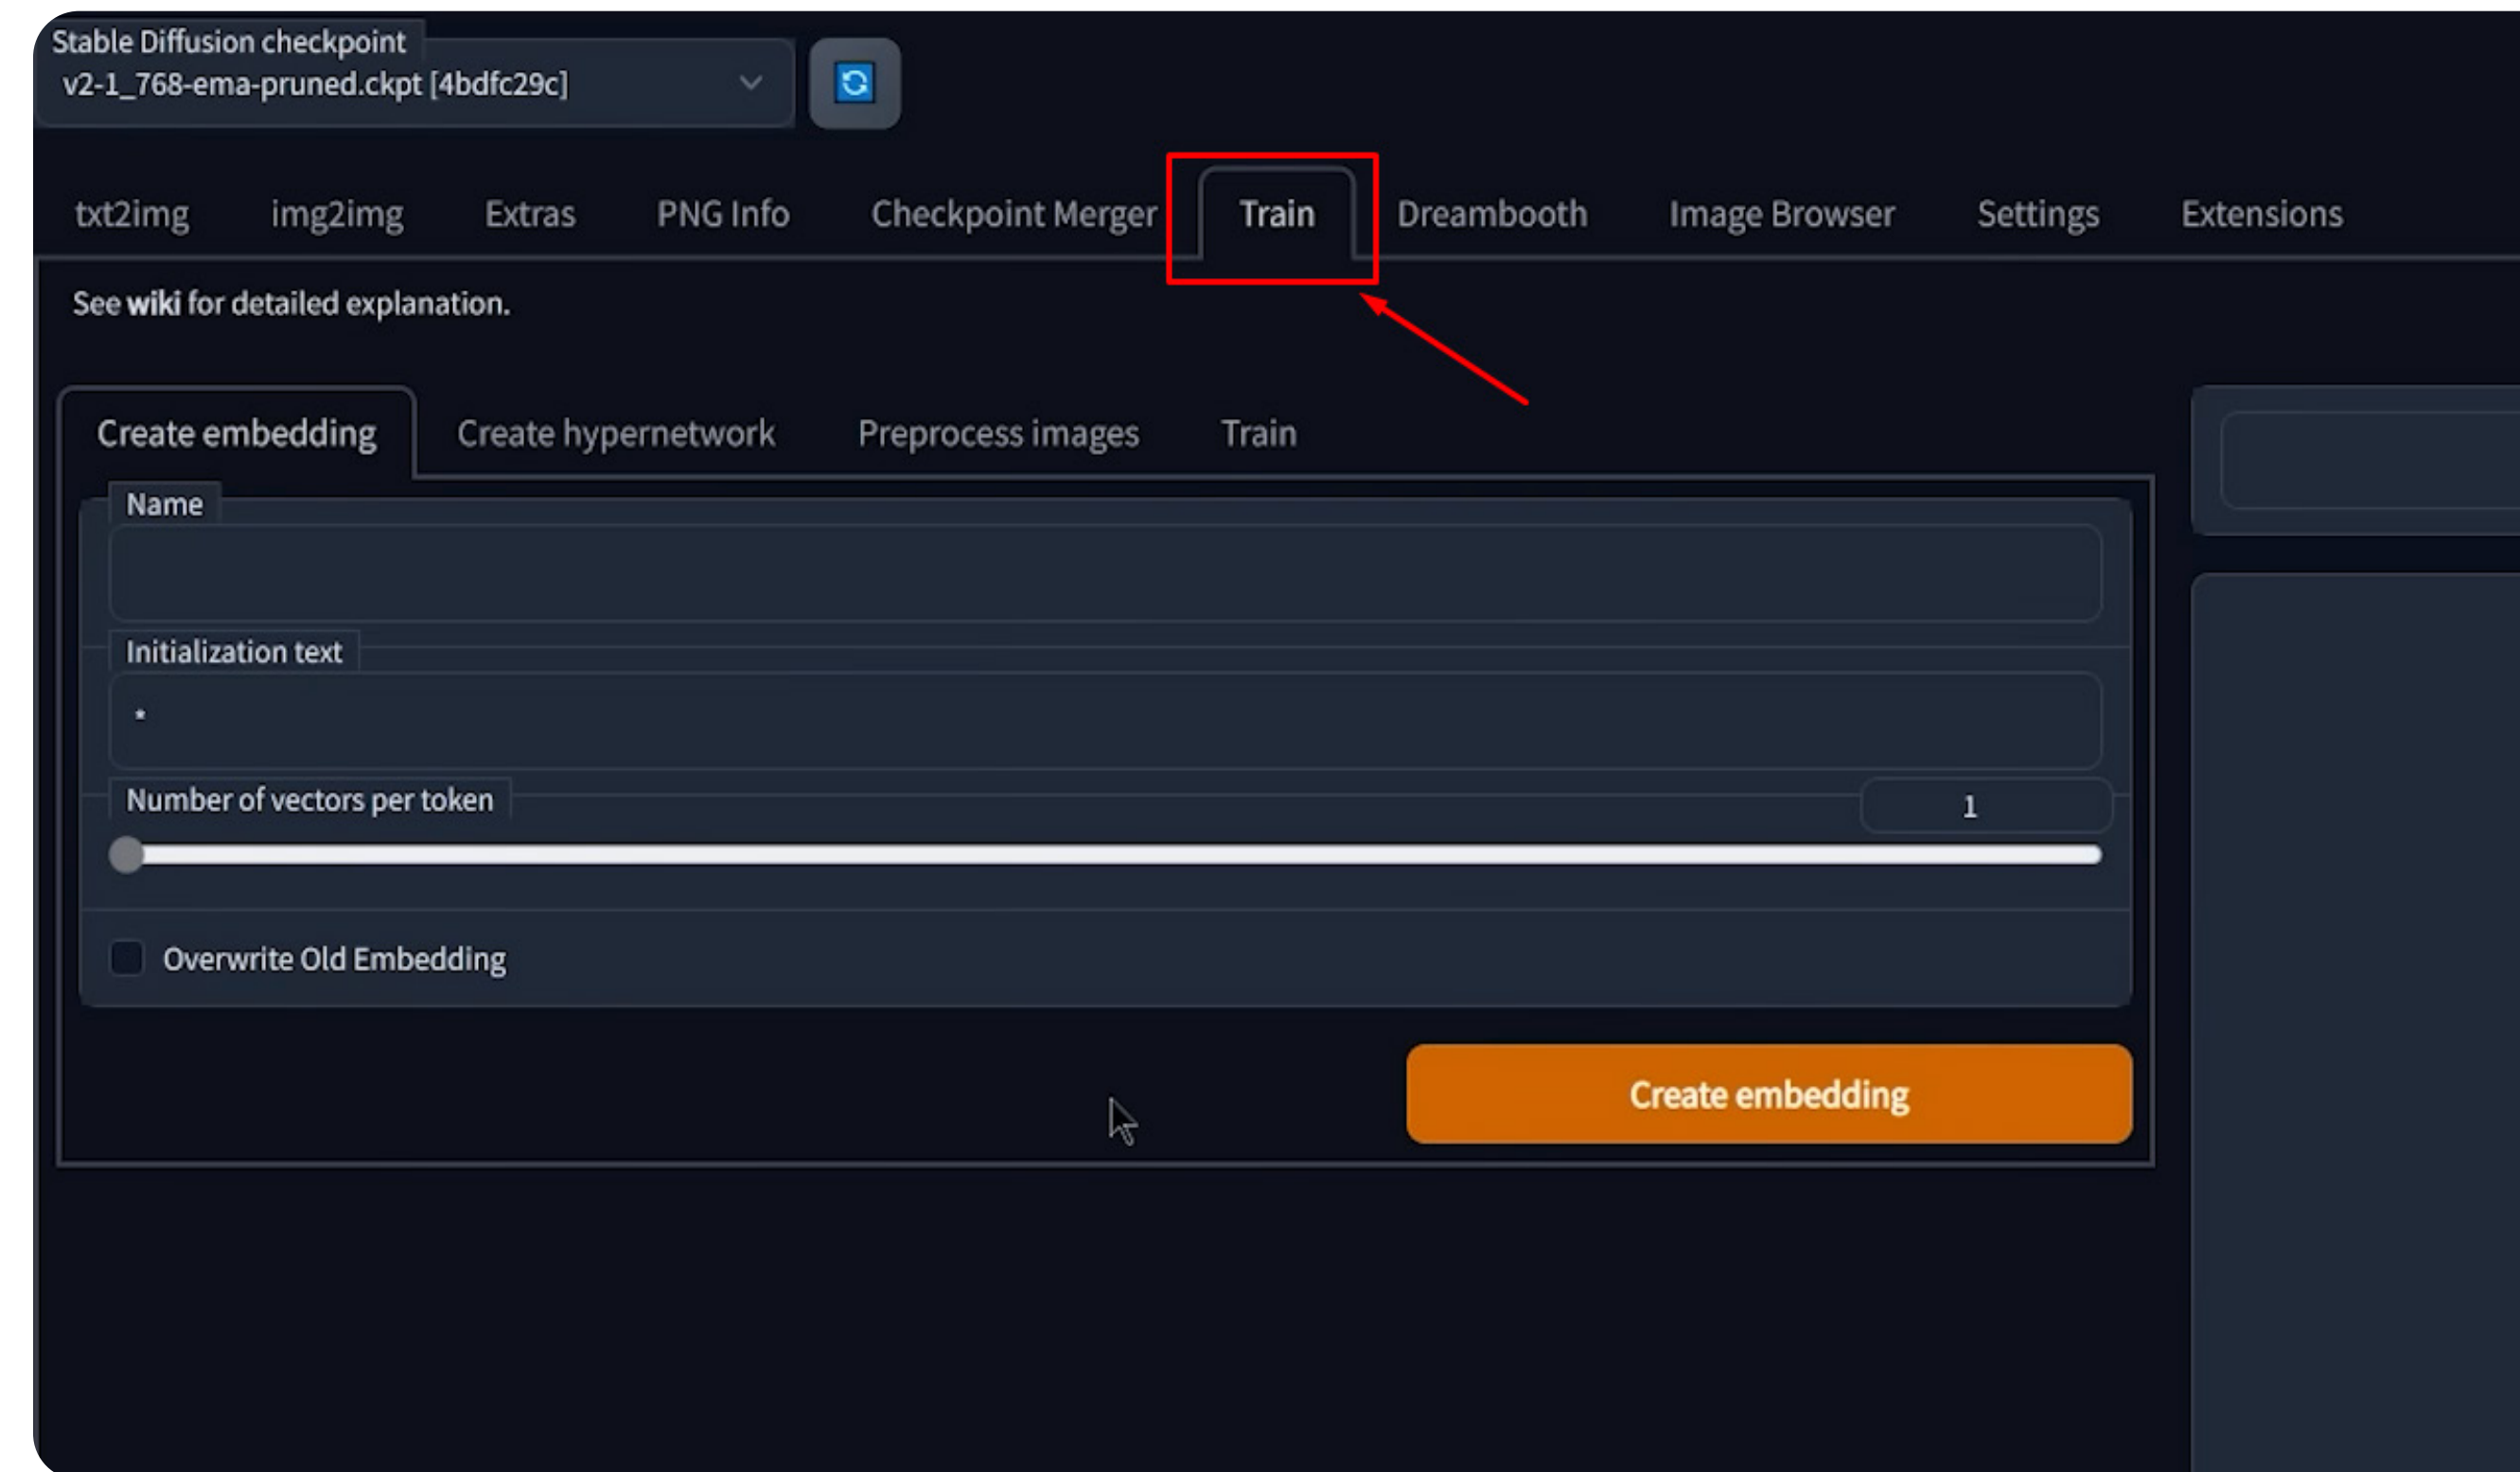 Stable Diffusion checkpoint
v2-1_768-ema-pruned.ckpt [4bdfc29c]
txt2img img2img Extras PNG Info Checkpoint Merger Train Dreambooth Image Browser Settings Extensions
See wiki for detailed explanation.
Create embedding Create hypernetwork Preprocess images Train
Name
Initialization text
*
Number of vectors per token 1
Overwrite Old Embedding
Create embedding